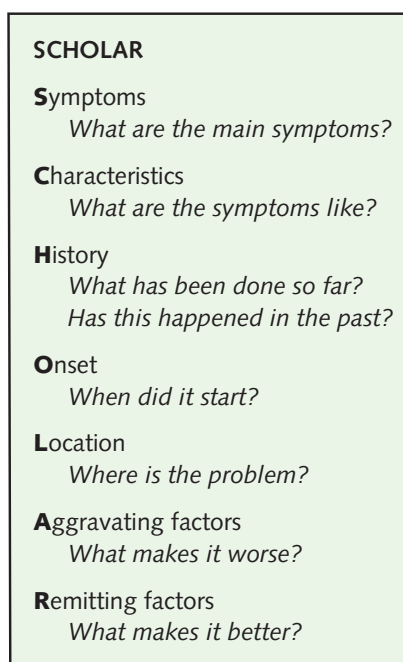 SCHOLAR
Symptoms
What are the main symptoms?
Characteristics
What are the symptoms like?
History
What has been done so far?
Has this happened in the past?
Onset
When did it start?
Location
Where is the problem?
Aggravating factors
What makes it worse?
Remitting factors
What makes it better?